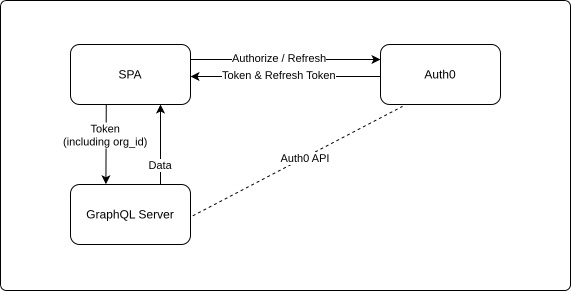 Authorize / Refresh
SPA
Auth0
Token & Refresh Token
Token
(including org_id)
Auth0 API
Data
GraphQL Server